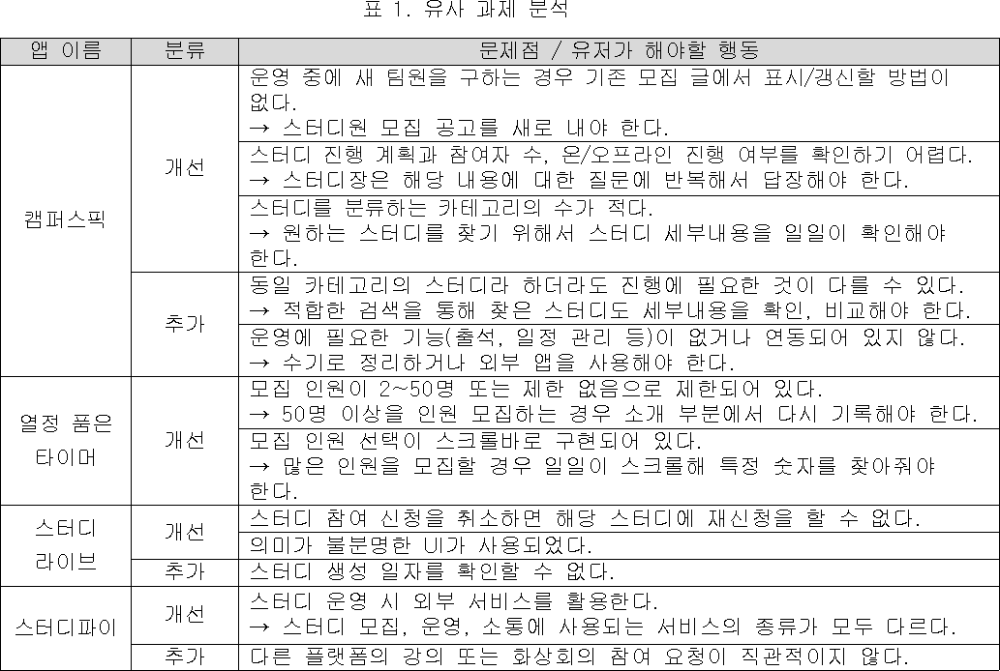 표 1. 유사 과제 분석
앱 이름 분류 문제점 / 유저가 해야할 행동
캠퍼스픽
개선
운영 중에 새 팀원을 구하는 경우 기존 모집 글에서 표시/갱신할 방법이
없다.
→ 스터디원 모집 공고를 새로 내야 한다.
스터디 진행 계획과 참여자 수, 온/오프라인 진행 여부를 확인하기 어렵다.
→ 스터디장은 해당 내용에 대한 질문에 반복해서 답장해야 한다.
스터디를 분류하는 카테고리의 수가 적다.
→ 원하는 스터디를 찾기 위해서 스터디 세부내용을 일일이 확인해야
한다.
추가
동일 카테고리의 스터디라 하더라도 진행에 필요한 것이 다를 수 있다.
→ 적합한 검색을 통해 찾은 스터디도 세부내용을 확인, 비교해야 한다.
운영에 필요한 기능(출석, 일정 관리 등)이 없거나 연동되어 있지 않다.
→ 수기로 정리하거나 외부 앱을 사용해야 한다.
열정 품은
타이머
개선
모집 인원이 2~50명 또는 제한 없음으로 제한되어 있다.
→ 50명 이상을 인원 모집하는 경우 소개 부분에서 다시 기록해야 한다.
모집 인원 선택이 스크롤바로 구현되어 있다.
→ 많은 인원을 모집할 경우 일일이 스크롤해 특정 숫자를 찾아줘야
한다.
스터디
라이브
개선
스터디 참여 신청을 취소하면 해당 스터디에 재신청을 할 수 없다.
의미가 불분명한 UI가 사용되었다.
추가 스터디 생성 일자를 확인할 수 없다.
스터디파이
개선
스터디 운영 시 외부 서비스를 활용한다.
→ 스터디 모집, 운영, 소통에 사용되는 서비스의 종류가 모두 다르다.
추가 다른 플랫폼의 강의 또는 화상회의 참여 요청이 직관적이지 않다.